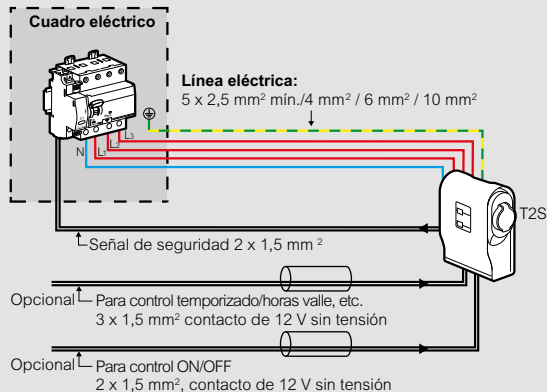 Cuadro eléctrico
Línea eléctrica:
5 x 2,5 mm² mín./4 mm² / 6 mm² / 10 mm²
L3
L2
L1
N
T2S
Señal de seguridad 2 x 1,5 mm ²
Opcional
Para control temporizado/horas valle, etc.
3 x 1,5 mm² contacto de 12 V sin tensión
Opcional
Para control ON/OFF
2 x 1,5 mm², contacto de 12 V sin tensión